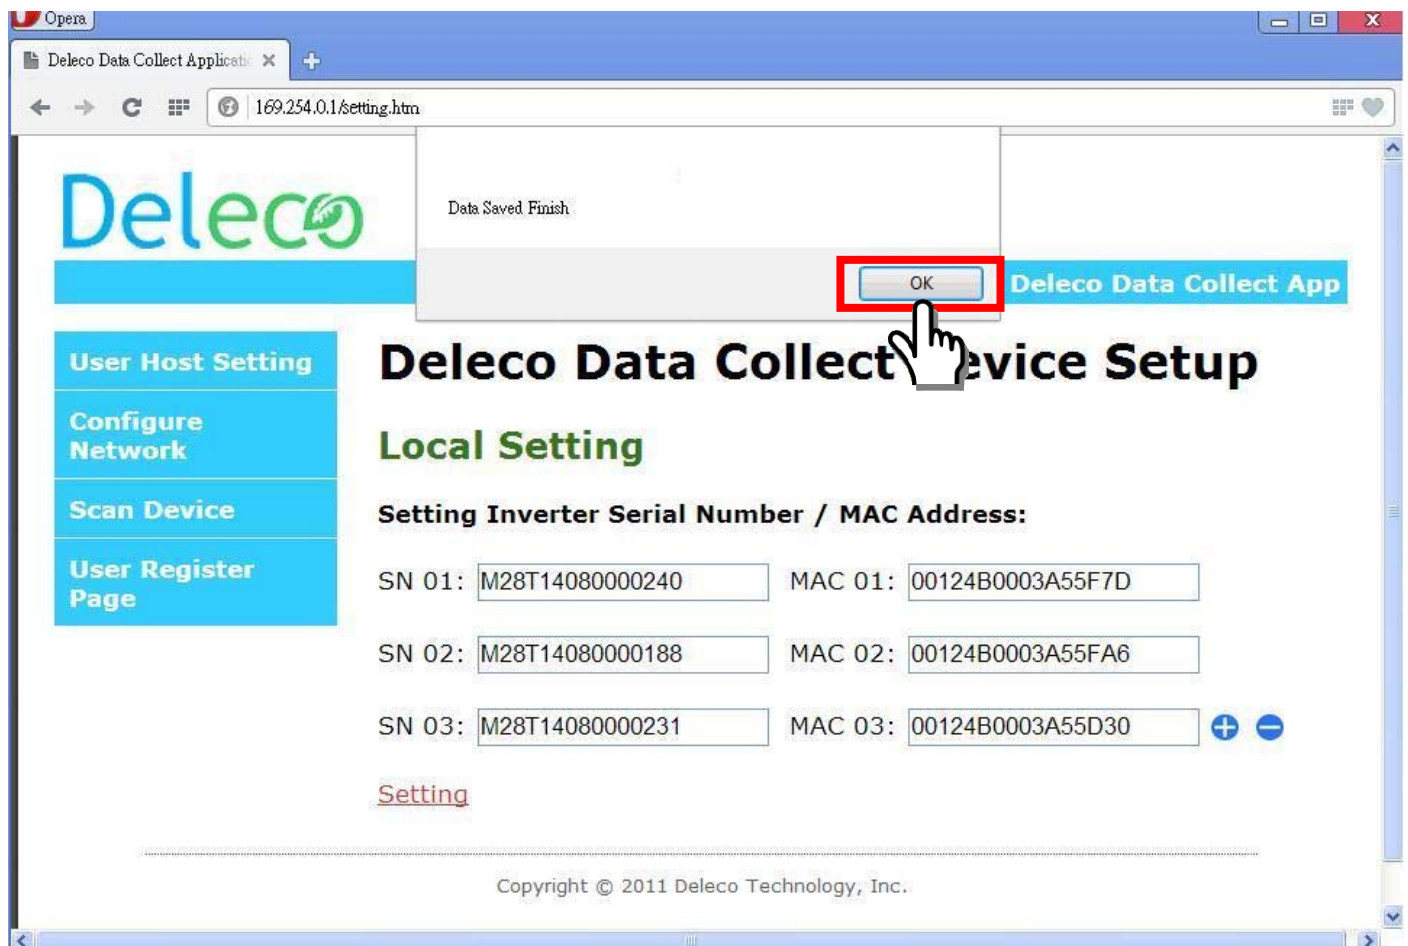 Opera
Deleco Data Collect Applicati
169.254.0.1/setting.htm
Deleco
Data Saved Finish
OK
Deleco Data Collect App
User Host Setting
Configure
Network
Scan Device
User Register
Page
Deleco Data Collect evice Setup
Local Setting
Setting Inverter Serial Number / MAC Address:
SN 01: M28T14080000240 MAC 01: 00124B0003A55F7D
SN 02: M28T14080000188 MAC 02: 00124B0003A55FA6
SN 03: M28T14080000231 MAC 03: 00124B0003A55D30
Setting
Copyright © 2011 Deleco Technology, Inc.